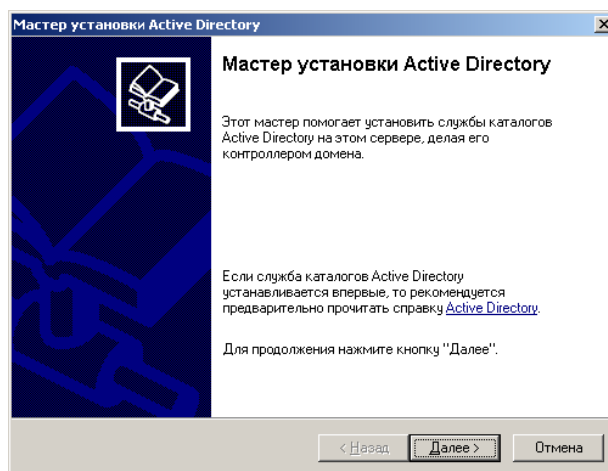 Мастер установки Active Directory
Мастер установки Active Directory
Этот мастер помогает установить службы каталогов
Active Directory на этом сервере, делая его
контроллером домена.
Если служба каталогов Active Directory
устанавливается впервые, то рекомендуется
предварительно прочитать справку Active Directory.
Для продолжения нажмите кнопку "Далее".
< Назад
Далее >
Отмена